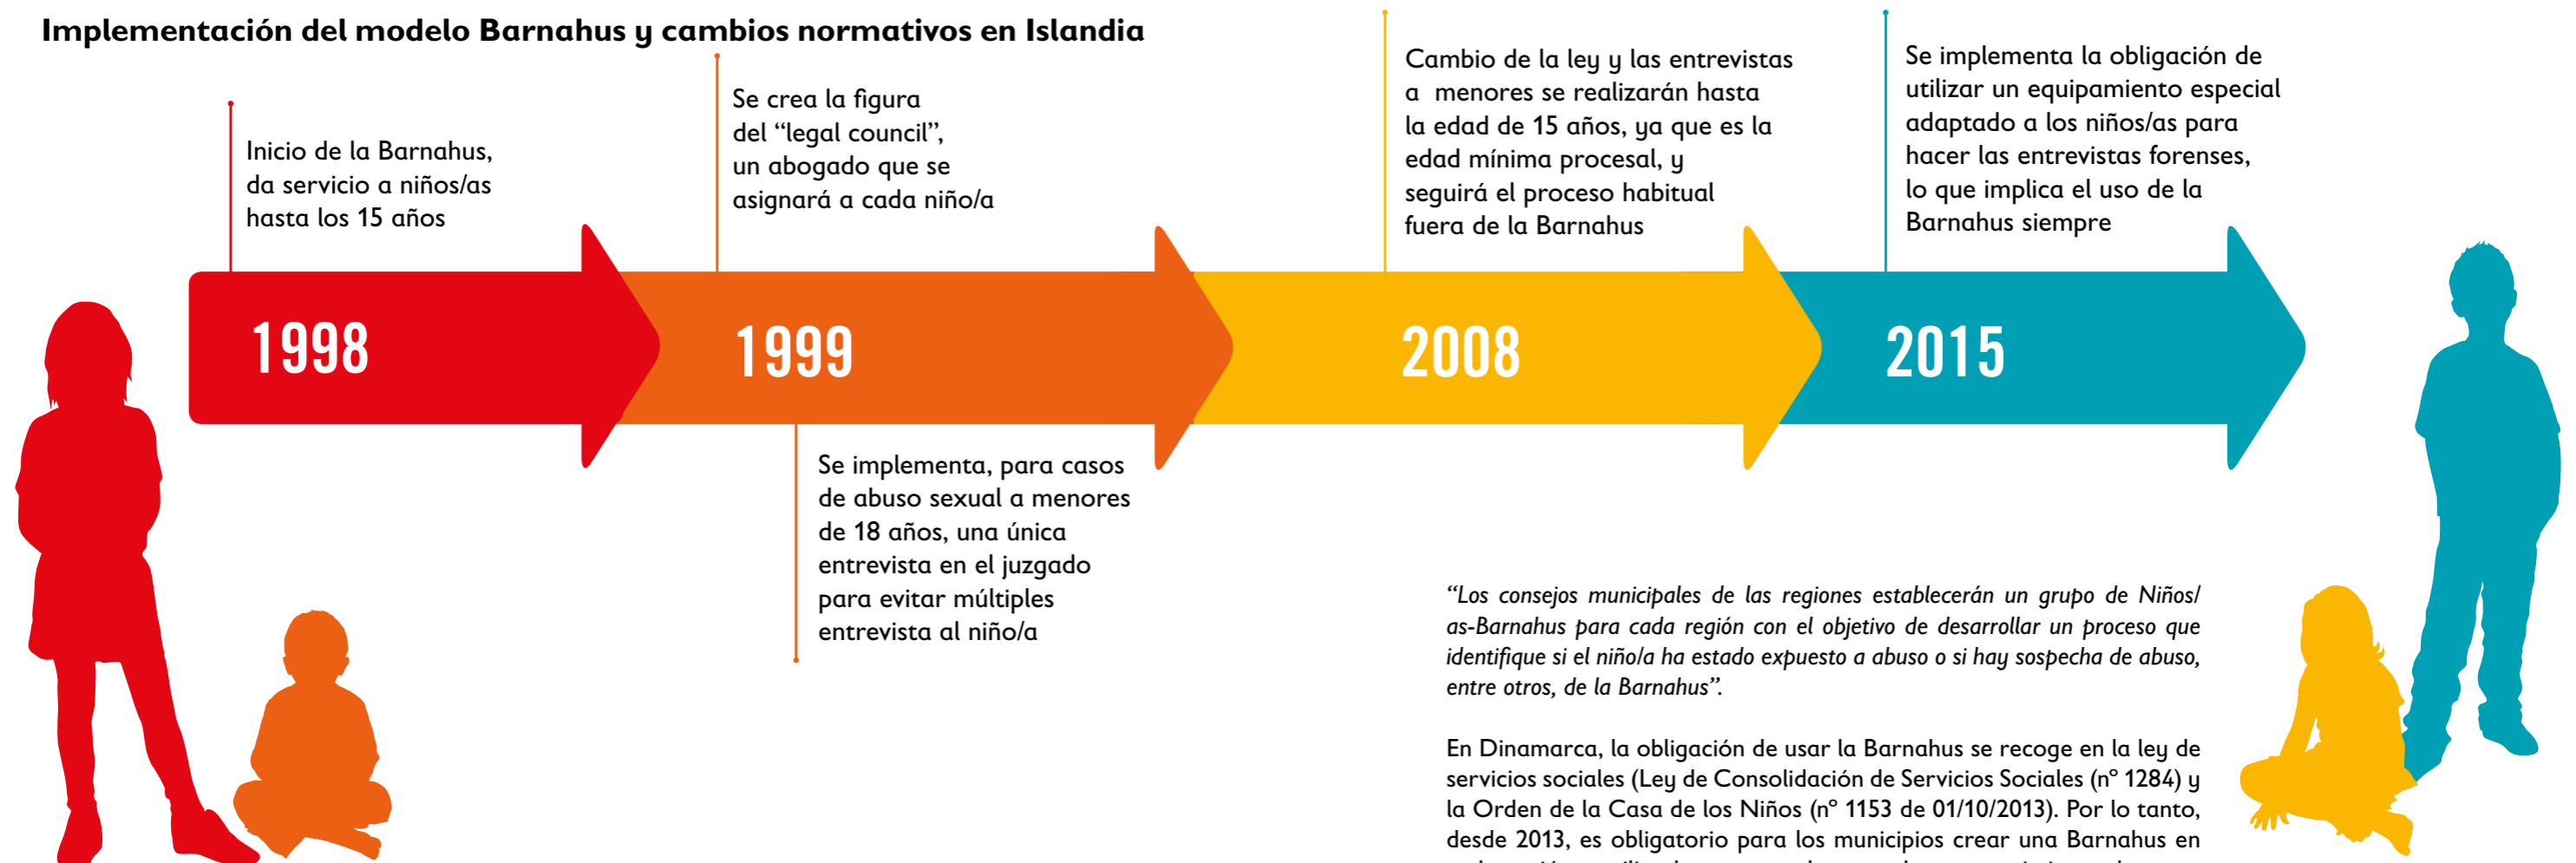 Implementación del modelo Barnahus y cambios normativos en Islandia
Inicio de la Barnahus,
da servicio a niños/as
hasta los 15 años
Se crea la figura
del “legal council”,
un abogado que se
asignará a cada niño/a
Cambio de la ley y las entrevistas
a menores se realizarán hasta
la edad de 15 años, ya que es la
edad mínima procesal, y
seguirá el proceso habitual
fuera de la Barnahus
Se implementa la obligación de
utilizar un equipamiento especial
adaptado a los niños/as para
hacer las entrevistas forenses,
lo que implica el uso de la
Barnahus siempre
1998
1999
2008
2015
Se implementa, para casos
de abuso sexual a menores
de 18 años, una única
entrevista en el juzgado
para evitar múltiples
entrevista al niño/a
“Los consejos municipales de las regiones establecerán un grupo de Niños/
as-Barnahus para cada región con el objetivo de desarrollar un proceso que
identifique si el niño/a ha estado expuesto a abuso o si hay sospecha de abuso,
entre otros, de la Barnahus”.
En Dinamarca, la obligación de usar la Barnahus se recoge en la ley de
servicios sociales (Ley de Consolidación de Servicios Sociales (nº 1284) y
la Orden de la Casa de los Niños (nº 1153 de 01/10/2013). Por lo tanto,
desde 2013, es obligatorio para los municipios crear una Barnahus en